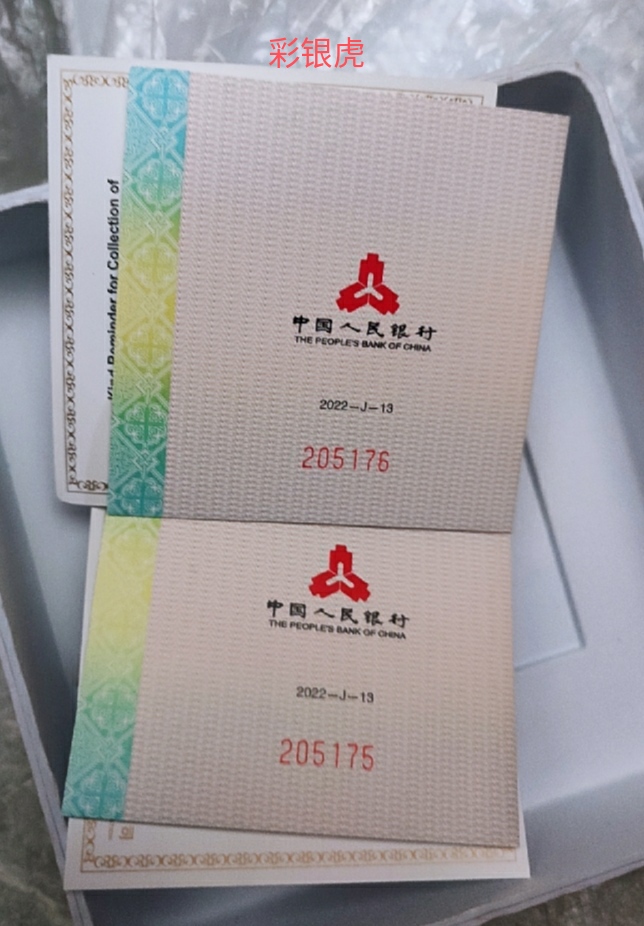 彩银虎
Kind Reminder for Collection of
中国人民银行
THE PEOPLE'S BANK OF CHINA
2022-J-13
205176
中国人民银行
THE PEOPLE'S BANK OF CHINA
2022-J-13
205175